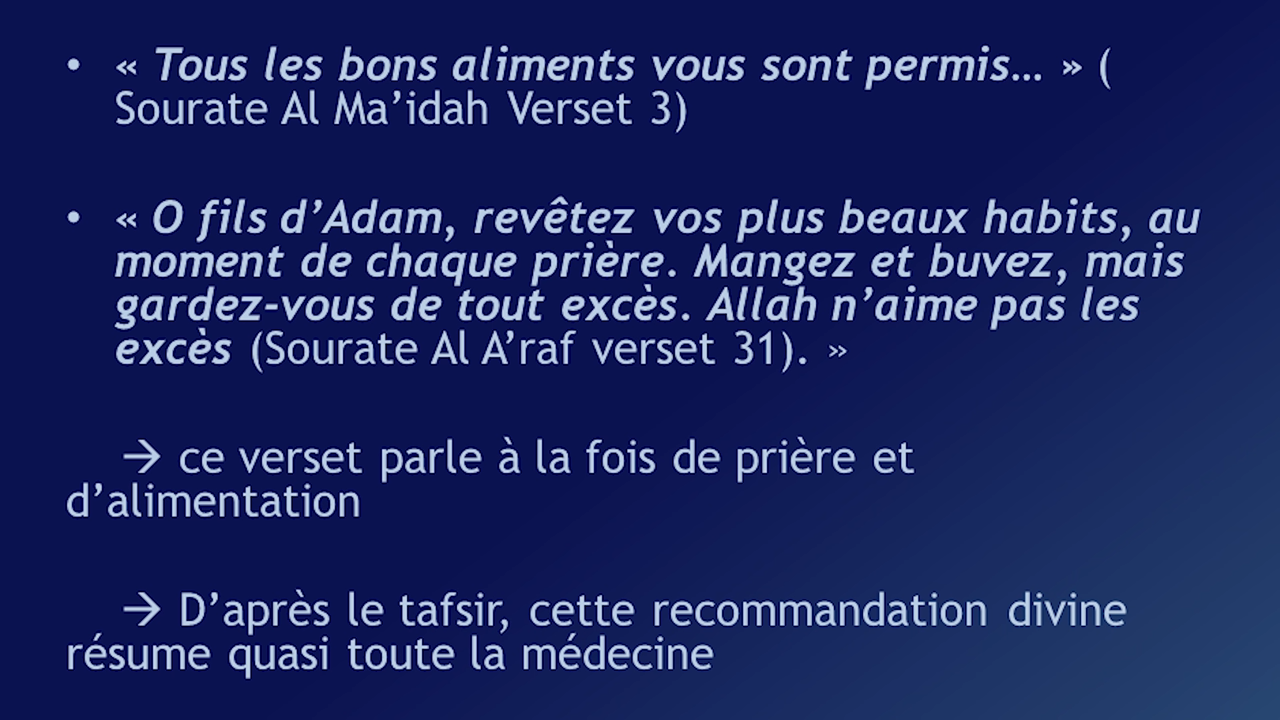 • « Tous les bons aliments vous sont permis… » (
Sourate Al Ma’idah Verset 3)
• « O fils d’Adam, revêtez vos plus beaux habits, au
moment de chaque prière. Mangez et buvez, mais
gardez-vous de tout excès. Allah n’aime pas les
excès (Sourate Al A’raf verset 31). »
→ ce verset parle à la fois de prière et
d’alimentation
→ D’après le tafsir, cette recommandation divine
résume quasi toute la médecine